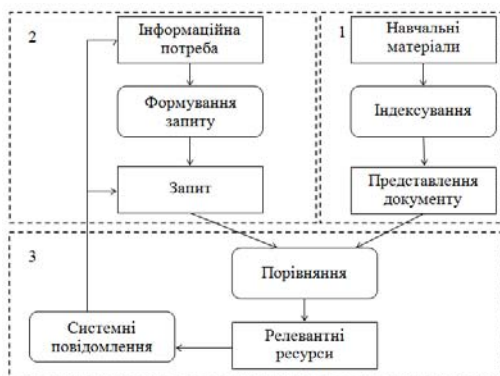 2
Інформаційна
потреба
Формування
запиту
Запит
1
Навчальні
матеріали
Індексування
Представлення
документу
3
Порівняння
Релевантні
ресурси
Системні
повідомлення